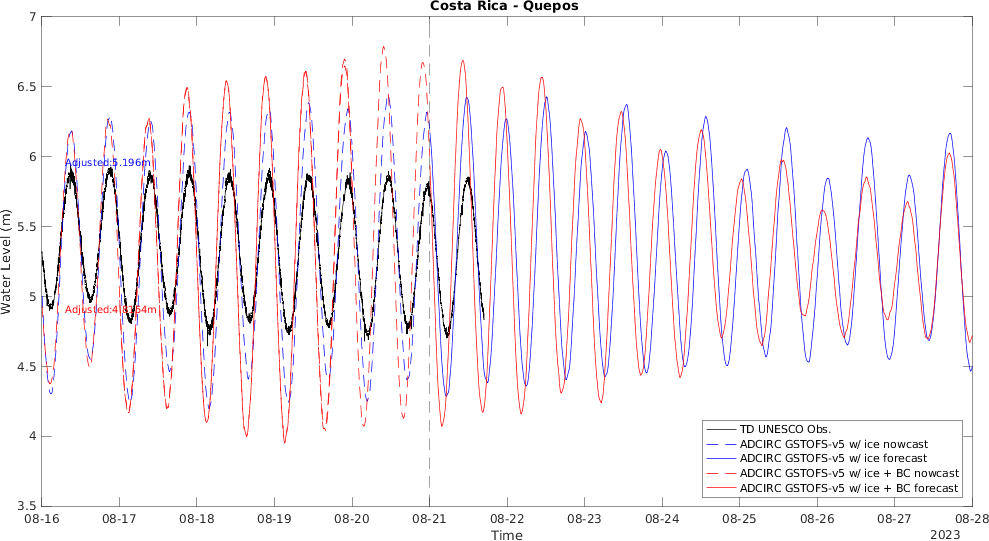 Costa Rica - Quepos
7
6.5
6
5.5
5
4.5
4
3.5
Water Level (m)
Adjusted:5.196m
08-16
08-17
08-18
08-19
08-20
08-21
08-22
08-23
08-24
08-25
08-26
08-27
08-28
Time
2023
TD UNESCO Obs.
ADCIRC GSTOFS-v5 w/ ice nowcast
ADCIRC GSTOFS-v5 w/ ice forecast
ADCIRC GSTOFS-v5 w/ ice + BC nowcast
ADCIRC GSTOFS-v5 w/ ice + BC forecast